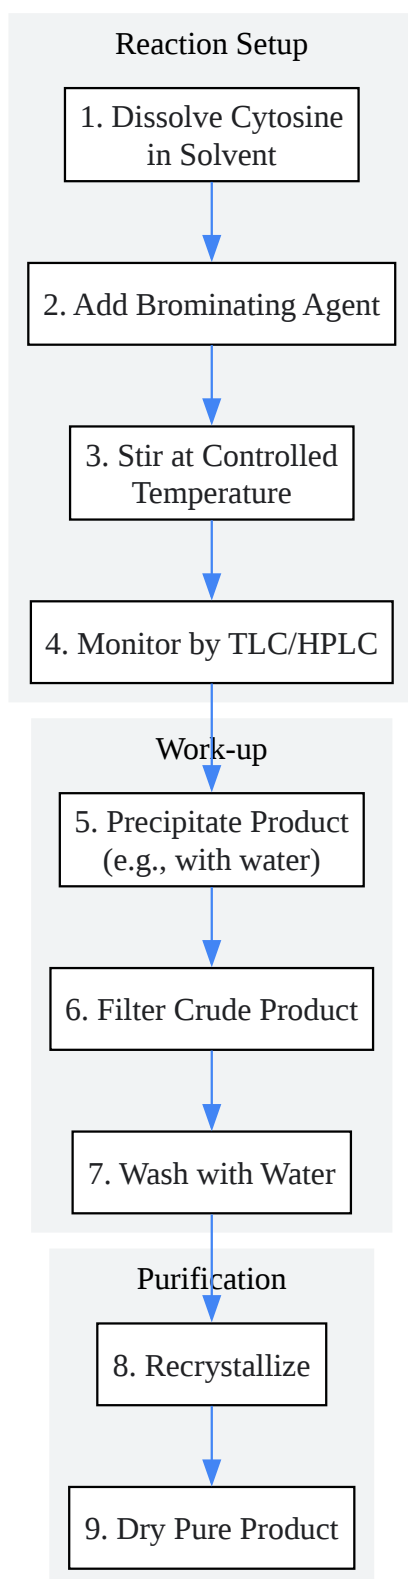 Reaction Setup
1. Dissolve Cytosine
in Solvent
2. Add Brominating Agent
3. Stir at Controlled
Temperature
4. Monitor by TLC/HPLC
Work-up
5. Precipitate Product
(e.g., with water)
6. Filter Crude Product
7. Wash with Water
Purification
8. Recrystallize
9. Dry Pure Product